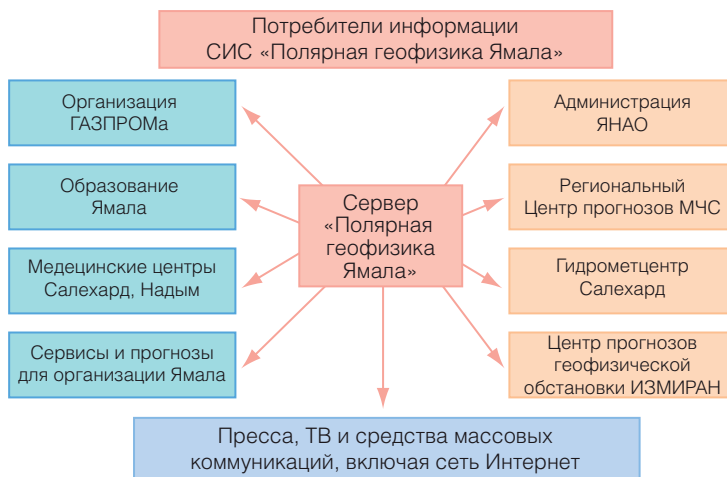 Потребители информации
СИС «Полярная геофизика Ямала»
Организация
ГАЗПРОМа
Образование
Ямала
Медецинские центры
Салехард, Надым
Сервисы и прогнозы
для организации Ямала
Сервер
«Полярная
геофизика
Ямала»
Администрация
ЯНАО
Региональный
Центр прогнозов МЧС
Гидрометцентр
Салехард
Центр прогнозов
геофизической
обстановки ИЗМИРАН
Пресса, ТВ и средства массовых
коммуникаций, включая сеть Интернет